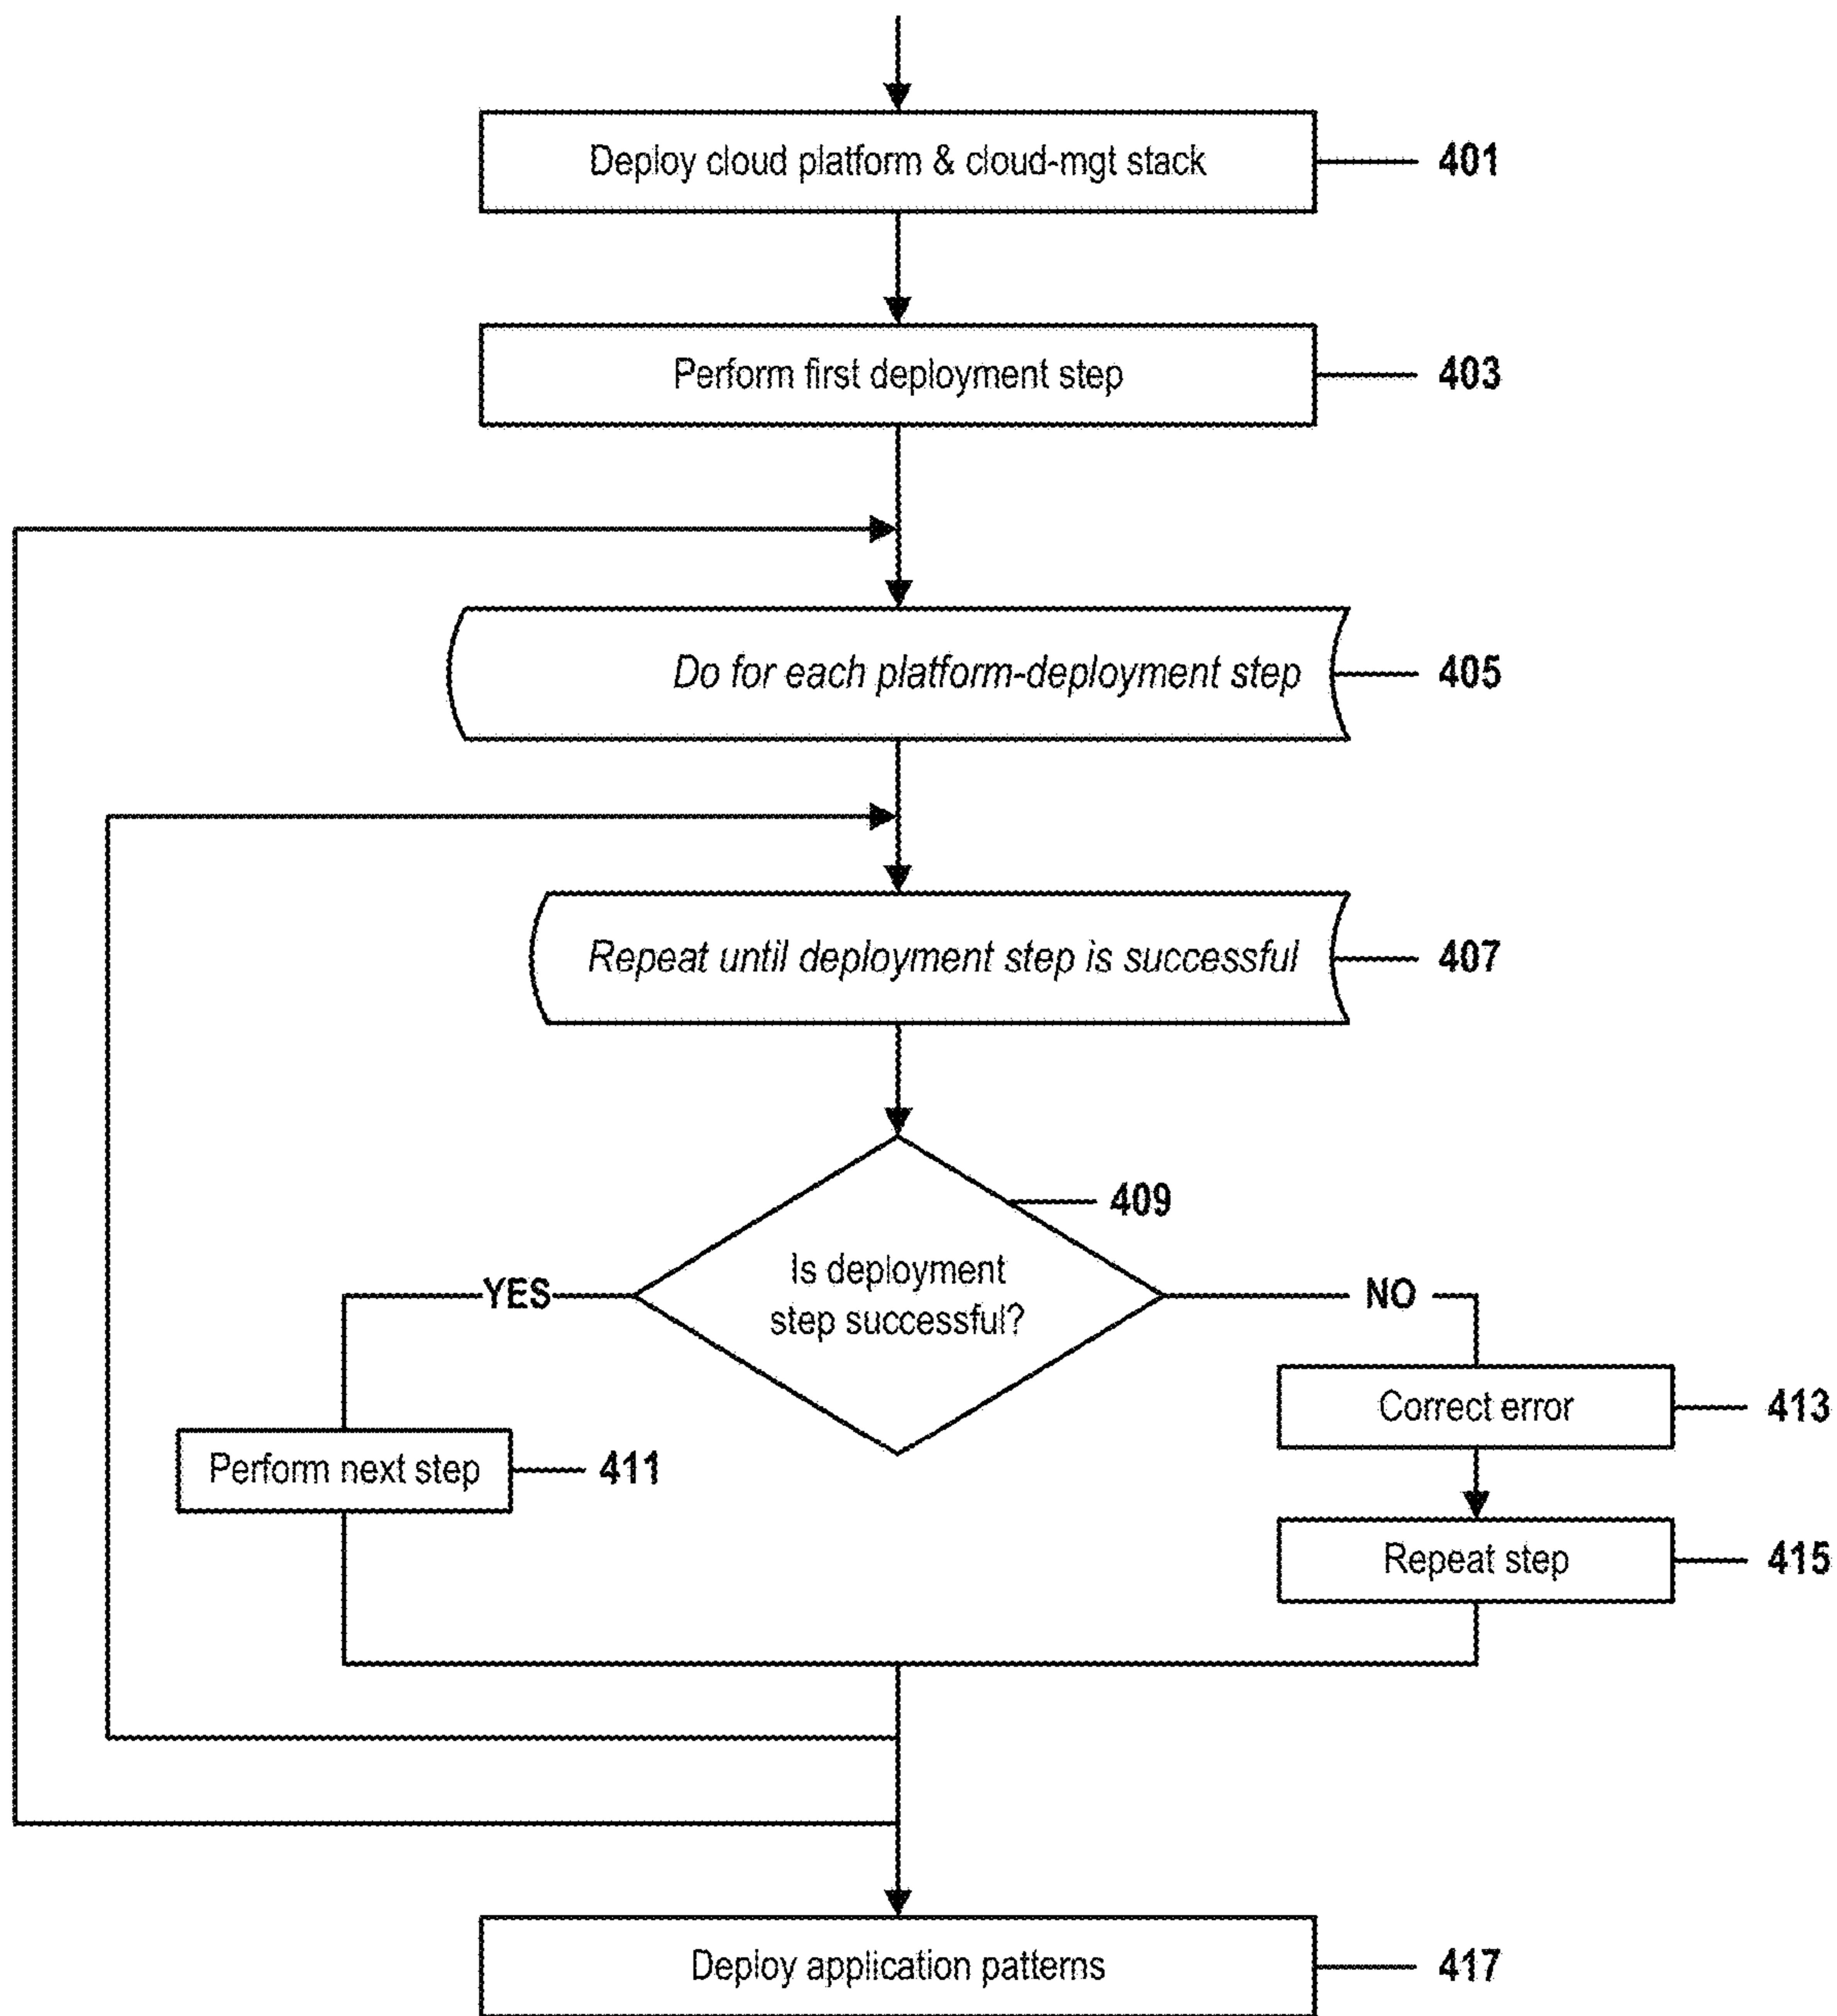 Deploy cloud platform & cloud-mgt stack
401
Perform first deployment step
403
Do for each platform-deployment step
405
Repeat until deployment step is successful
407
409
Is deployment
step successful?
YES
NO
Correct error
413
Perform next step
411
Repeat step
415
Deploy application patterns
417